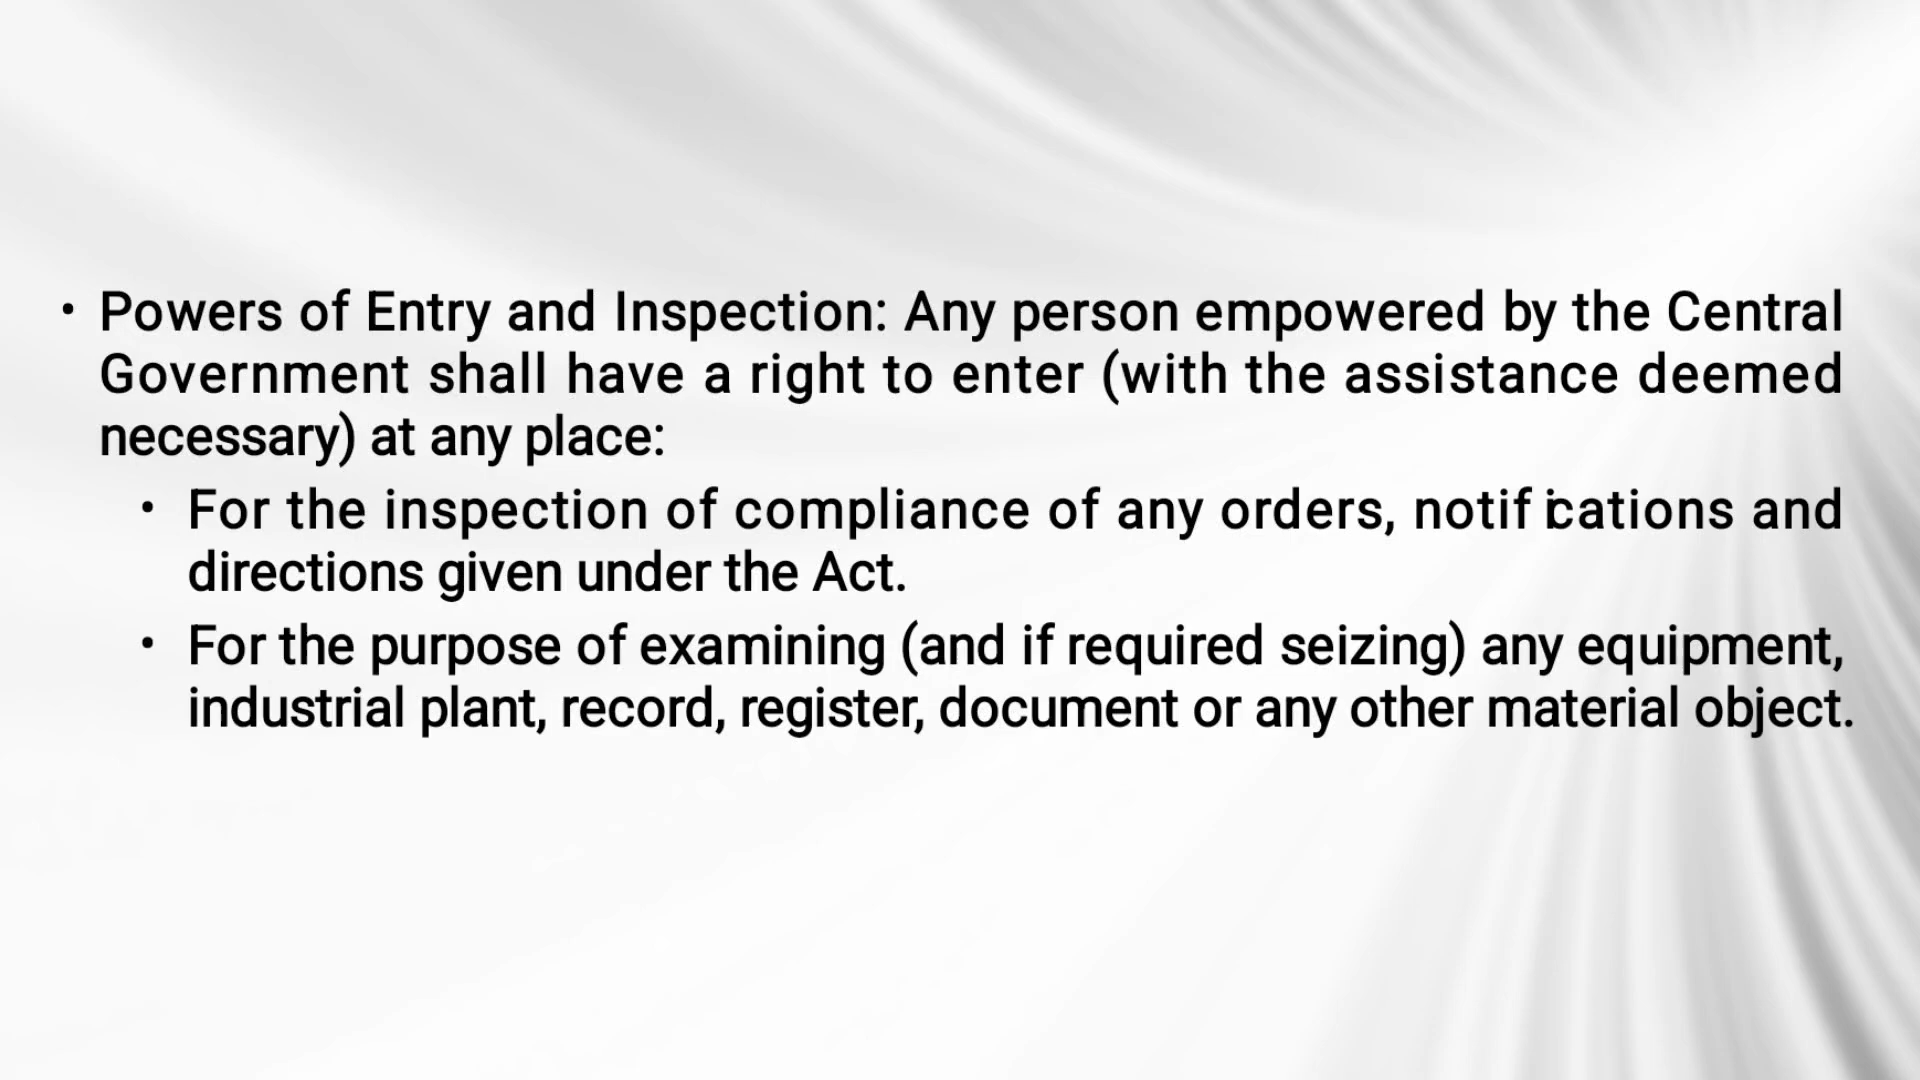 • Powers of Entry and Inspection: Any person empowered by the Central
Government shall have a right to enter (with the assistance deemed
necessary) at any place:
• For the inspection of compliance of any orders, notifications and
directions given under the Act.
• For the purpose of examining (and if required seizing) any equipment,
industrial plant, record, register, document or any other material object.